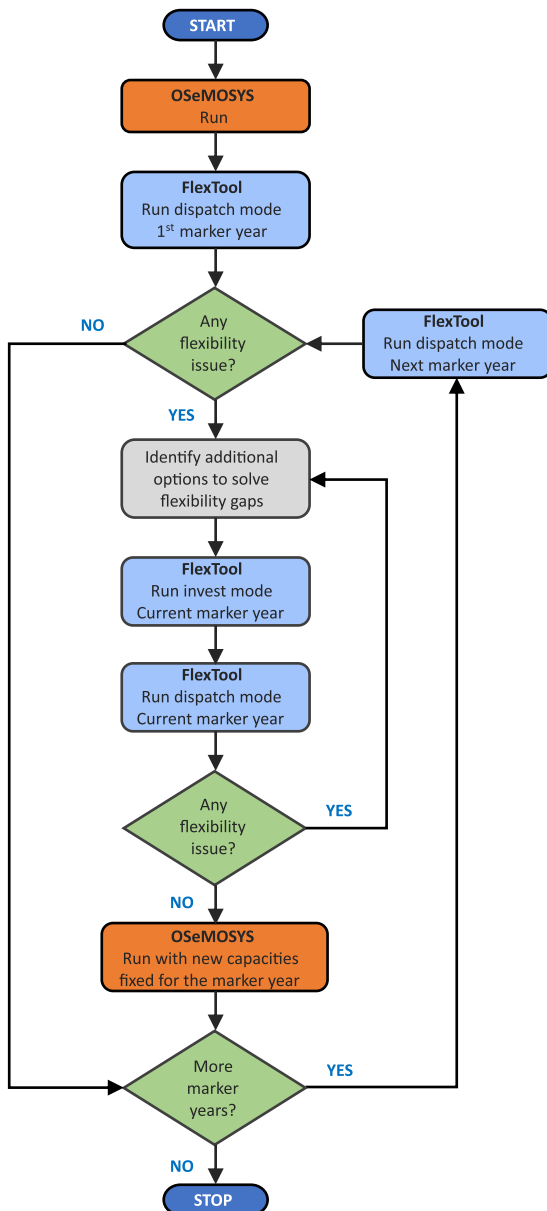 START
OSeMOSYS
Run
FlexTool
Run dispatch mode
1st marker year
NO
Any
flexibility
issue?
FlexTool
Run dispatch mode
Next marker year
YES
Identify additional
options to solve
flexibility gaps
FlexTool
Run invest mode
Current marker year
FlexTool
Run dispatch mode
Current marker year
Any
flexibility
issue?
YES
NO
OSeMOSYS
Run with new capacities
fixed for the marker year
More
marker
years?
YES
NO
STOP